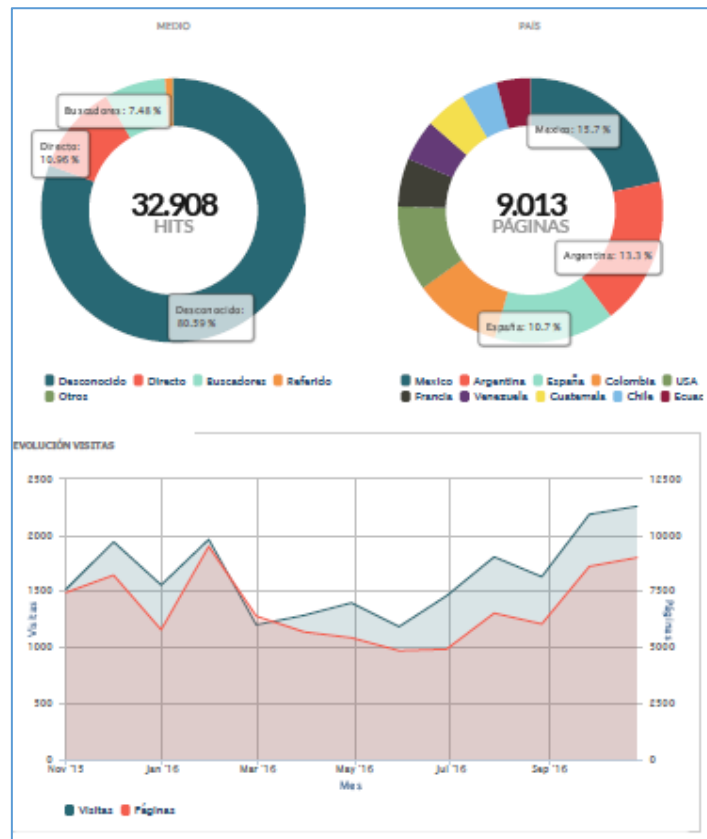 MEDIO
PAÍS
Buscadores: 7.48 %
Directo:
10.96 %
32.908
HITS
Desconocido:
80.59 %
Mexico: 15.7%
9.013
PÁGINAS
Argentina: 13.3 %
España: 10.7 %
Desconocido Directo Buscadores Referido
Otros
Mexico Argentina España Colombia USA
Francia Venezuela Guatemala Chile Ecuac
EVOLUCIÓN VISITAS
2500 12500
2000 10000
1500 7500
Visitas Páginas
1000 5000
500 2500
0 0
Nov '15 Jan '16 Mar '16 May '16 Jul '16 Sep '16
Mes
Visitas Páginas